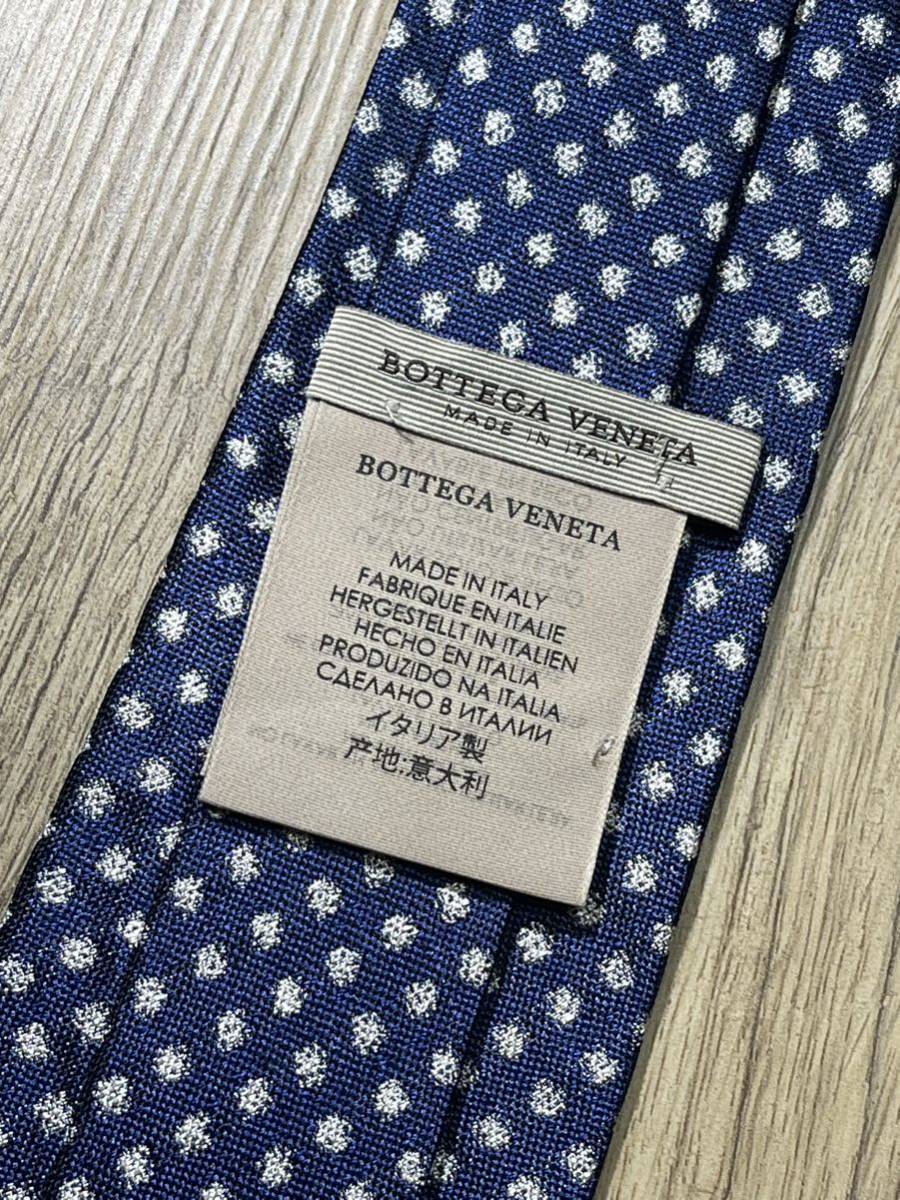 BOTTEGA VENETA
MADE IN ITALY
BOTTEGA VENETA
MADE IN ITALY
FABRIQUE EN ITALIE
HERGESTELLT IN ITALIEN
HECHO EN ITALIA
PRODUZIDO NA ITALIA
СДЕЛАНО В ИТАЛИИ
イタリア製
产地:意大利